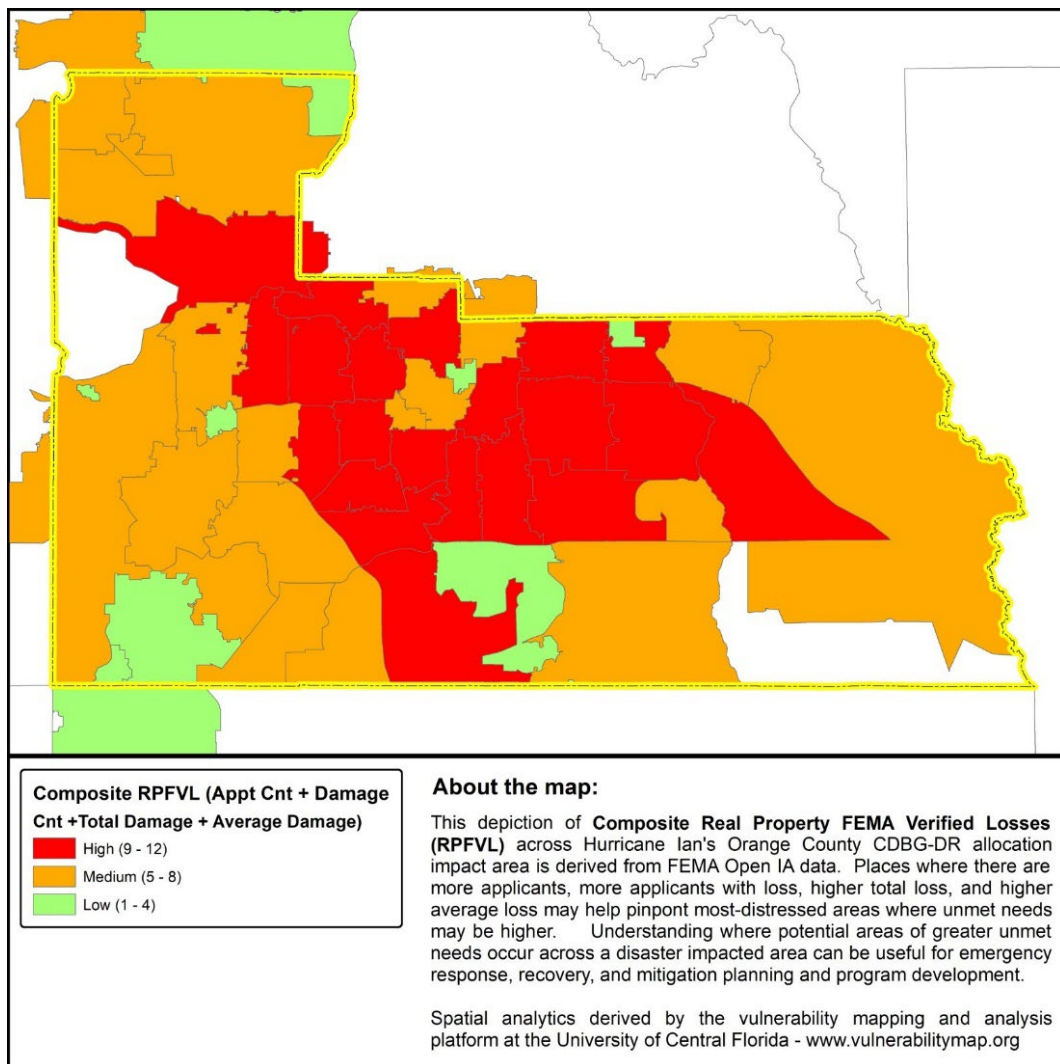 Composite RPFVL (Appt Cnt + Damage
Cnt +Total Damage + Average Damage)
High (9 - 12)
Medium (5 - 8)
Low (1 - 4)
About the map:
This depiction of Composite Real Property FEMA Verified Losses
(RPFVL) across Hurricane Ian's Orange County CDBG-DR allocation
impact area is derived from FEMA Open IA data. Places where there are
more applicants, more applicants with loss, higher total loss, and higher
average loss may help pinpont most-distressed areas where unmet needs
may be higher. Understanding where potential areas of greater unmet
needs occur across a disaster impacted area can be useful for emergency
response, recovery, and mitigation planning and program development.
Spatial analytics derived by the vulnerability mapping and analysis
platform at the University of Central Florida - www.vulnerabilitymap.org